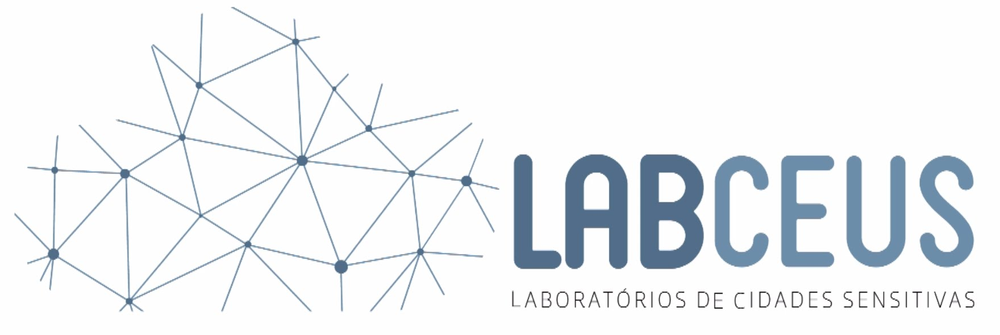 LABCEUS
LABORATÓRIOS DE CIDADES SENSITIVAS